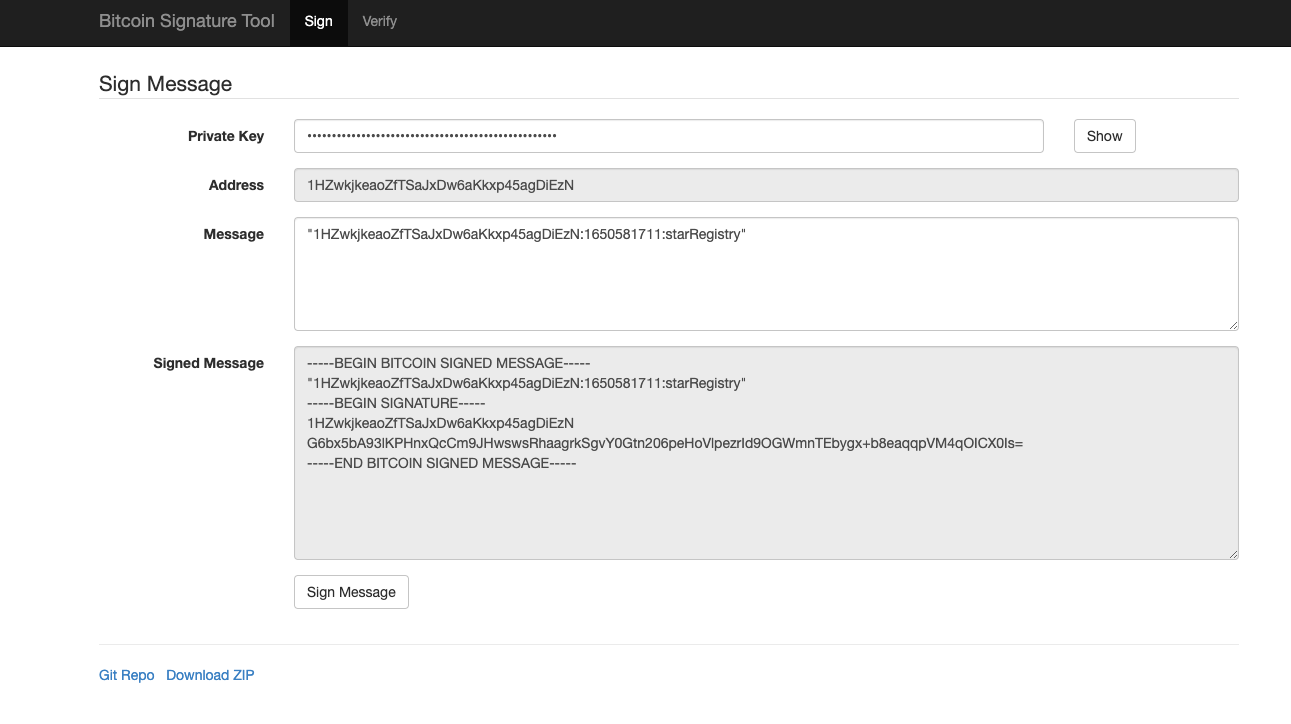 Bitcoin Signature Tool Sign Verify
Sign Message
Private Key Show
Address 1HZwkjkeaoZfTSaJxDw6aKkxp45agDiEzN
Message "1HZwkjkeaoZfTSaJxDw6aKkxp45agDiEzN:1650581711:starRegistry"
Signed Message -----BEGIN BITCOIN SIGNED MESSAGE-----
"1HZwkjkeaoZfTSaJxDw6aKkxp45agDiEzN:1650581711:starRegistry"
-----BEGIN SIGNATURE-----
1HZwkjkeaoZfTSaJxDw6aKkxp45agDiEzN
G6bx5bA93lKPHnxQcCm9JHwswsRhaagrkSgvY0Gtn206peHoVlpezrId9OGWmnTEbygx+b8eaqqpVM4qOICX0Is=
-----END BITCOIN SIGNED MESSAGE-----
Sign Message
Git Repo Download ZIP